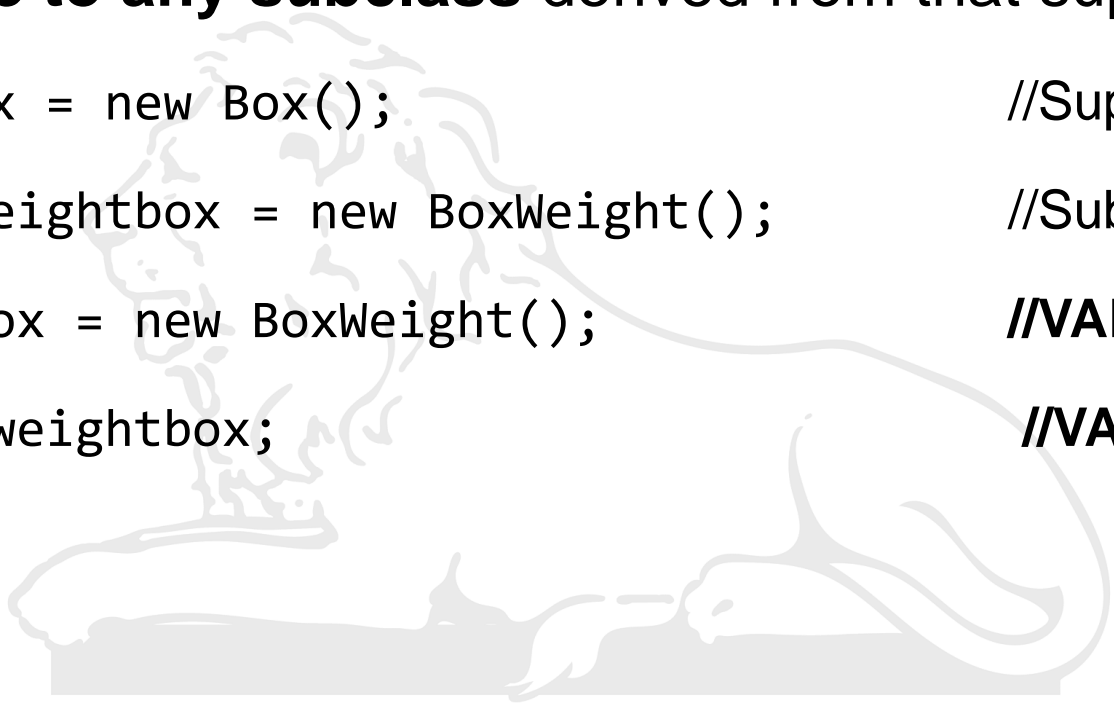 to any subclass derived from that
= new Box(); //Sup
eightbox = new BoxWeight(); //Sub
ox = new BoxWeight(); //VA
weightbox; //VA